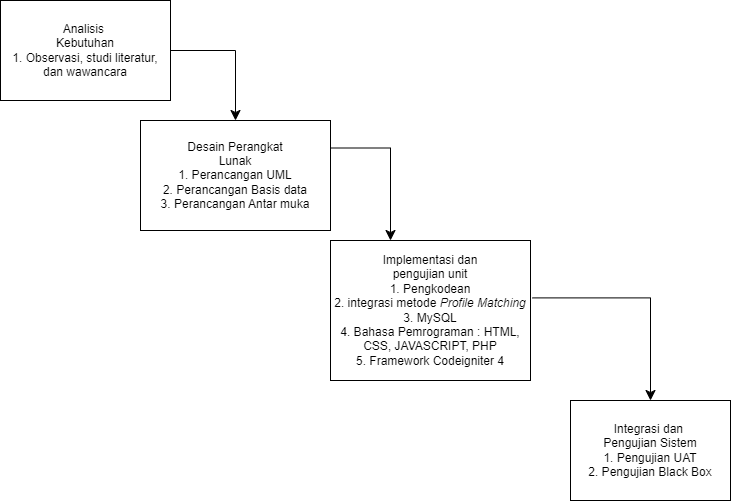 Analisis
Kebutuhan
1. Observasi, studi literatur,
dan wawancara
Desain Perangkat
Lunak
1. Perancangan UML
2. Perancangan Basis data
3. Perancangan Antar muka
Implementasi dan
pengujian unit
1. Pengkodean
2. integrasi metode Profile Matching
3. MySQL
4. Bahasa Pemrograman : HTML,
CSS, JAVASCRIPT, PHP
5. Framework Codeigniter 4
Integrasi dan
Pengujian Sistem
1. Pengujian UAT
2. Pengujian Black Box